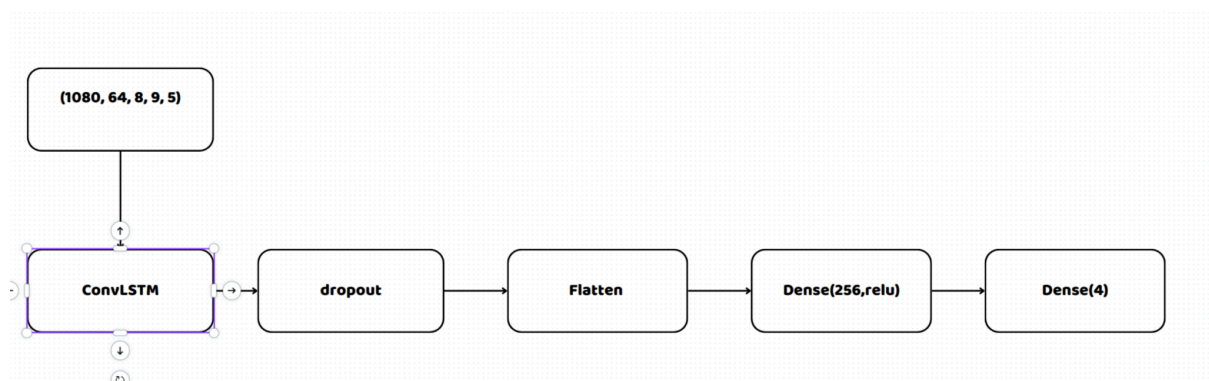 (1080, 64, 8, 9, 5)
ConvLSTM
dropout
Flatten
Dense(256,relu)
Dense(4)